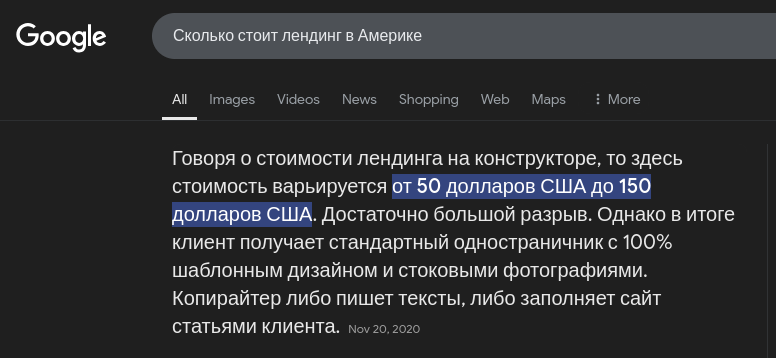 Google
Сколько стоит лендинг в Америке
All Images Videos News Shopping Web Maps More
Говоря о стоимости лендинга на конструкторе, то здесь
стоимость варьируется от 50 долларов США до 150
долларов США. Достаточно большой разрыв. Однако в итоге
клиент получает стандартный одностраничник с 100%
шаблонным дизайном и стоковыми фотографиями.
Копирайтер либо пишет тексты, либо заполняет сайт
статьями клиента. Nov 20, 2020